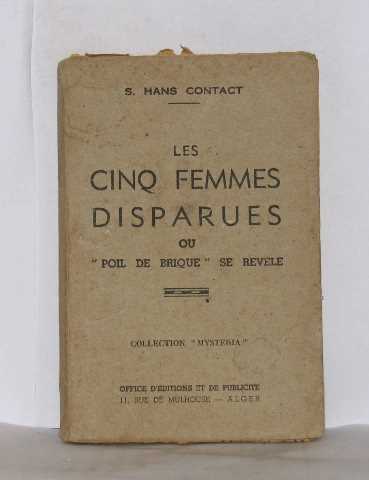 S. HANS CONTACT
LES
CINQ FEMMES
DISPARUES
OU
"POIL DE BRIQUE" SE REVELE
COLLECTION "MYSTERIA"
OFFICE D'EDITIONS ET DE PUBLICITE
11, RUE DE MULHOUSE — ALGER